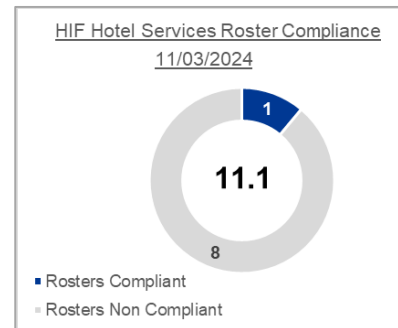 HIF Hotel Services Roster Compliance
11/03/2024
1
11.1
8
Rosters Compliant
Rosters Non Compliant